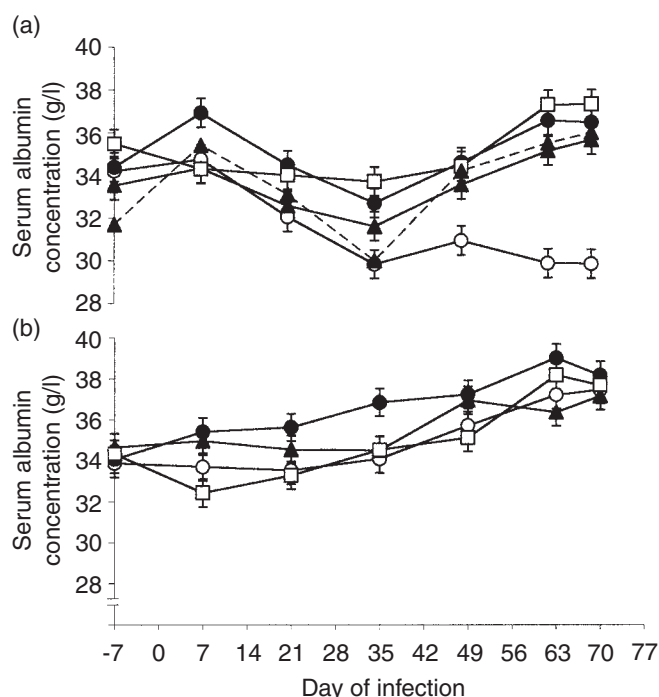 (a)
40
38
36
34
32
30
28
Serum albumin
concentration (g/l)
(b)
40
38
36
34
32
30
28
Serum albumin
concentration (g/l)
-7 0 7 14 21 28 35 42 49 56 63 70 77
Day of infection